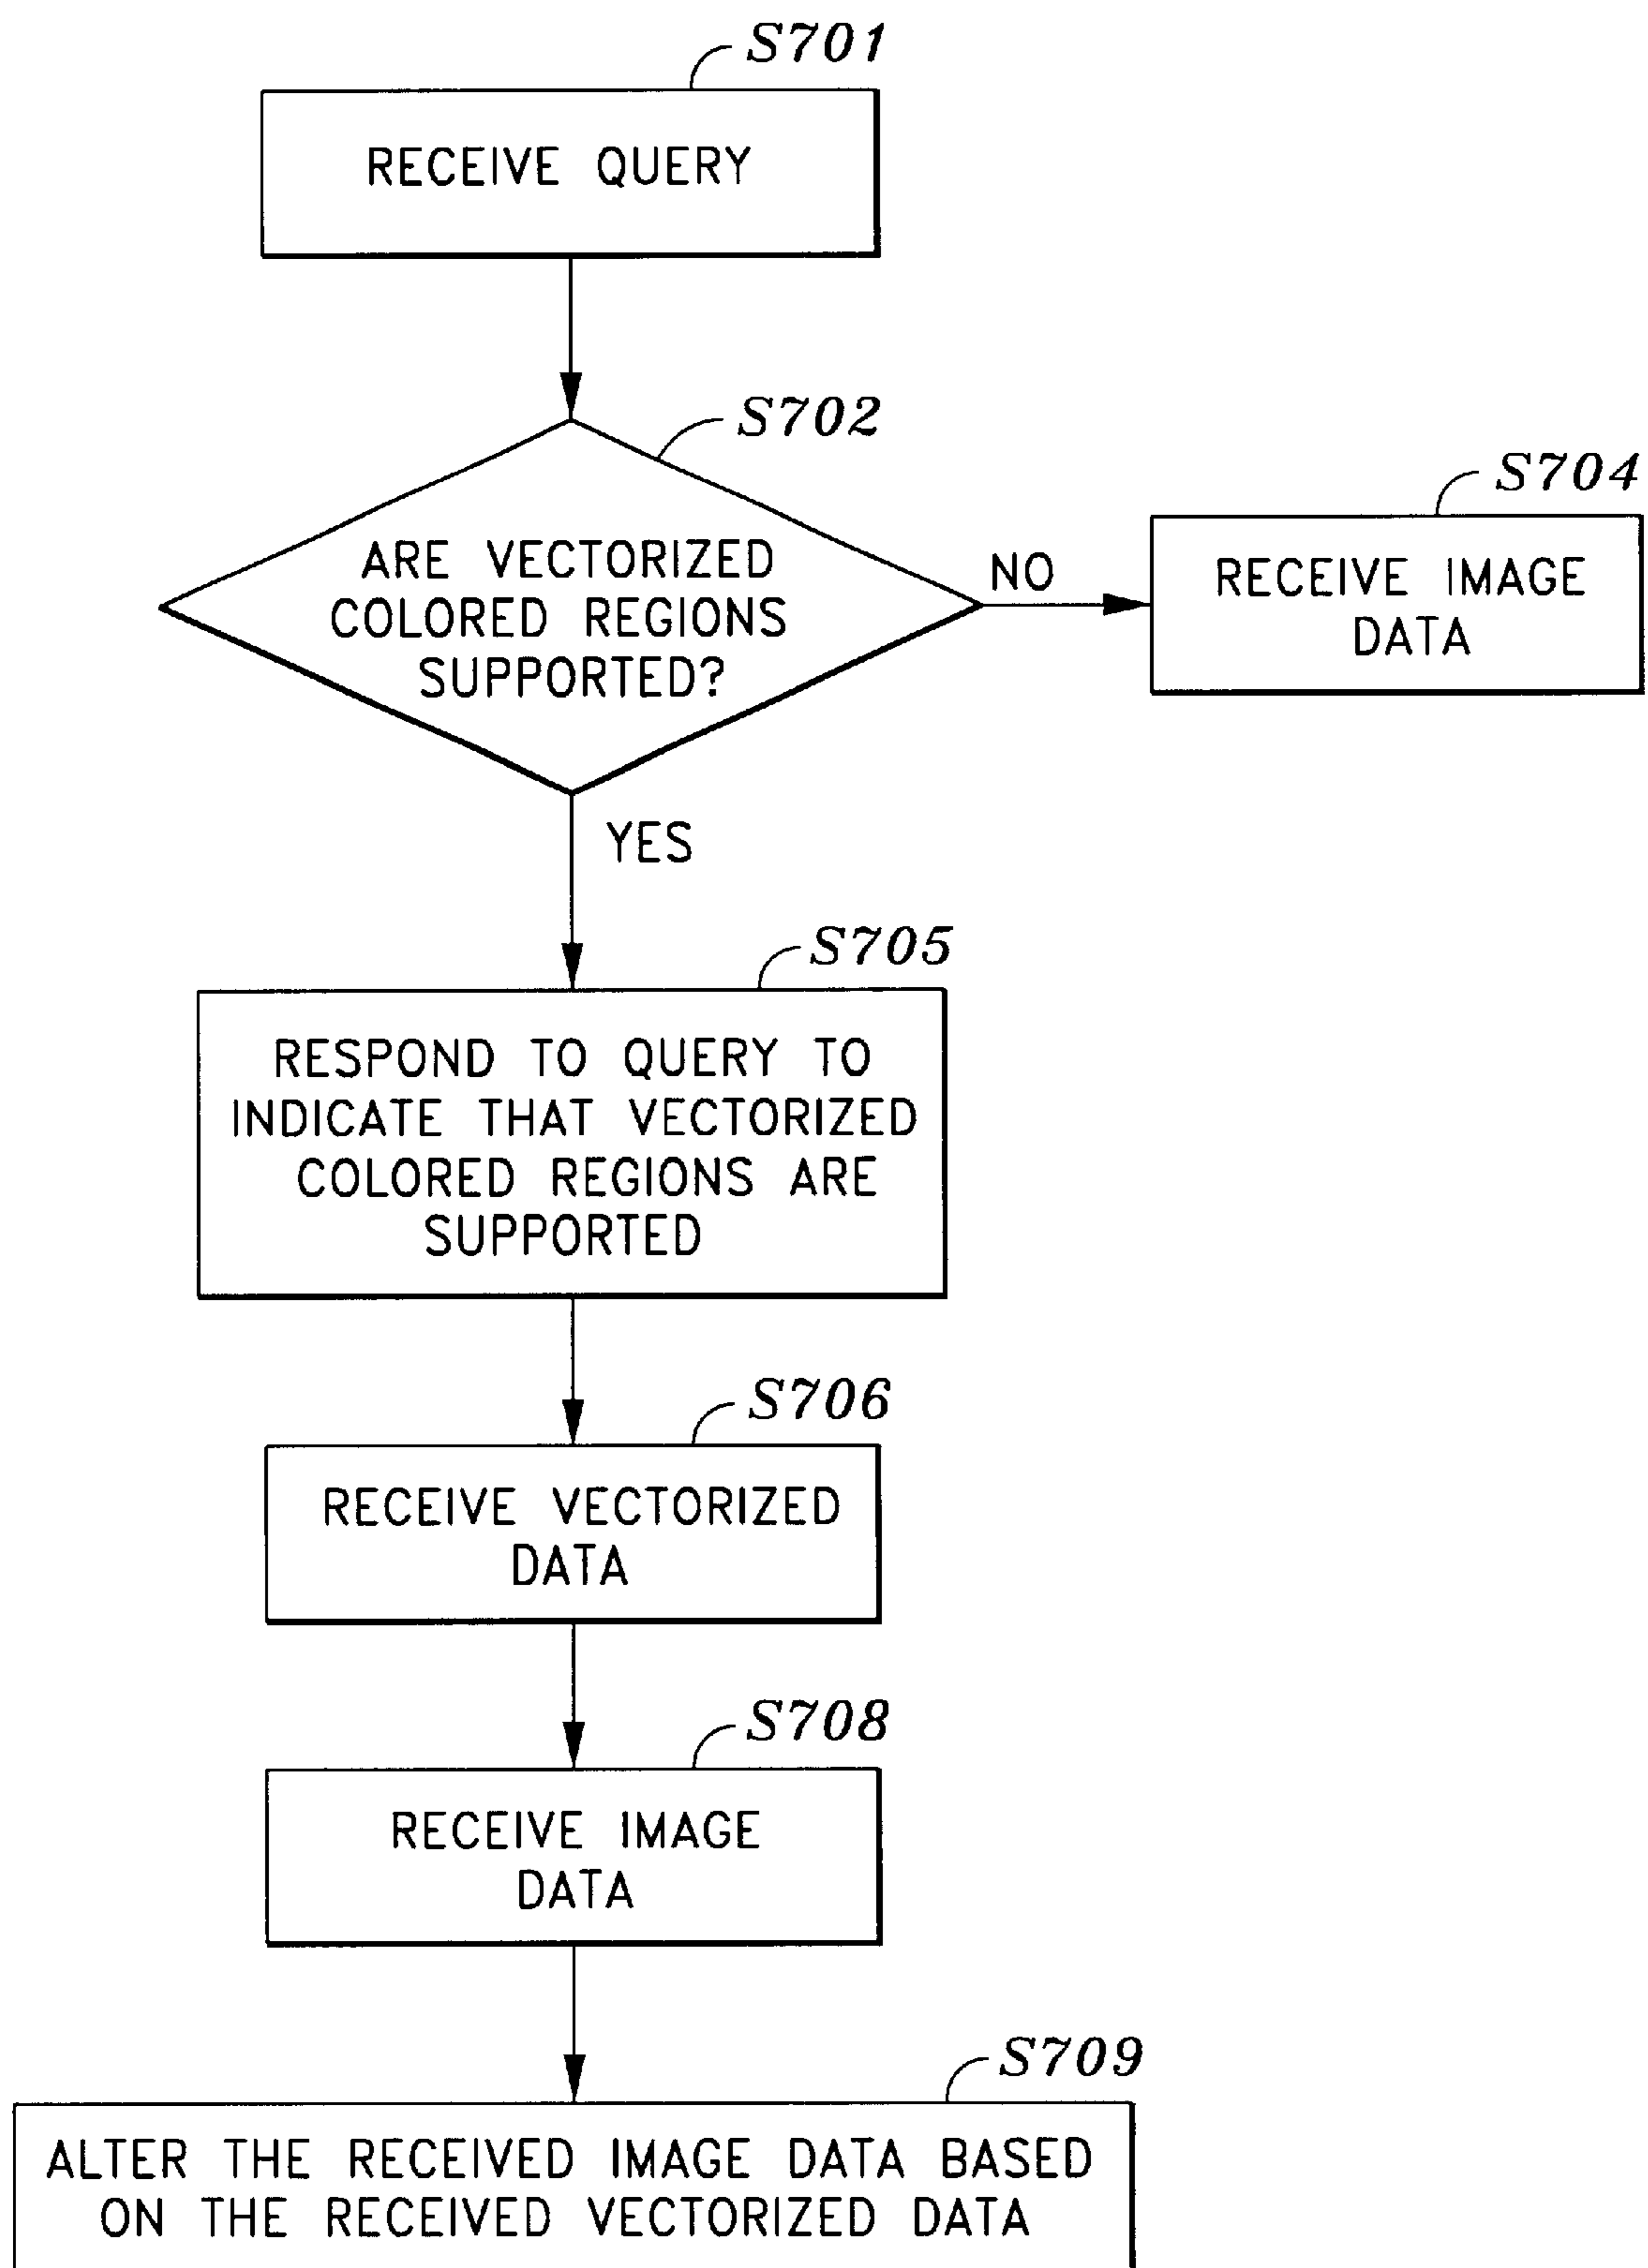 S701
RECEIVE QUERY
S702
ARE VECTORIZED
COLORED REGIONS
SUPPORTED?
NO
S704
RECEIVE IMAGE
DATA
YES
S705
RESPOND TO QUERY TO
INDICATE THAT VECTORIZED
COLORED REGIONS ARE
SUPPORTED
S706
RECEIVE VECTORIZED
DATA
S708
RECEIVE IMAGE
DATA
S709
ALTER THE RECEIVED IMAGE DATA BASED
ON THE RECEIVED VECTORIZED DATA